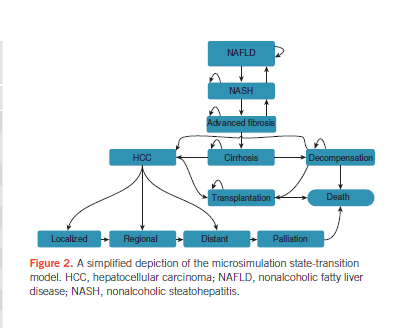 NAFLD
NASH
Advanced fibrosis
HCC
Cirrhosis
Decompensation
Transplantation
Death
Localized
Regional
Distant
Palliation
Figure 2. A simplified depiction of the microsimulation state-transition
model. HCC, hepatocellular carcinoma; NAFLD, nonalcoholic fatty liver
disease; NASH, nonalcoholic steatohepatitis.